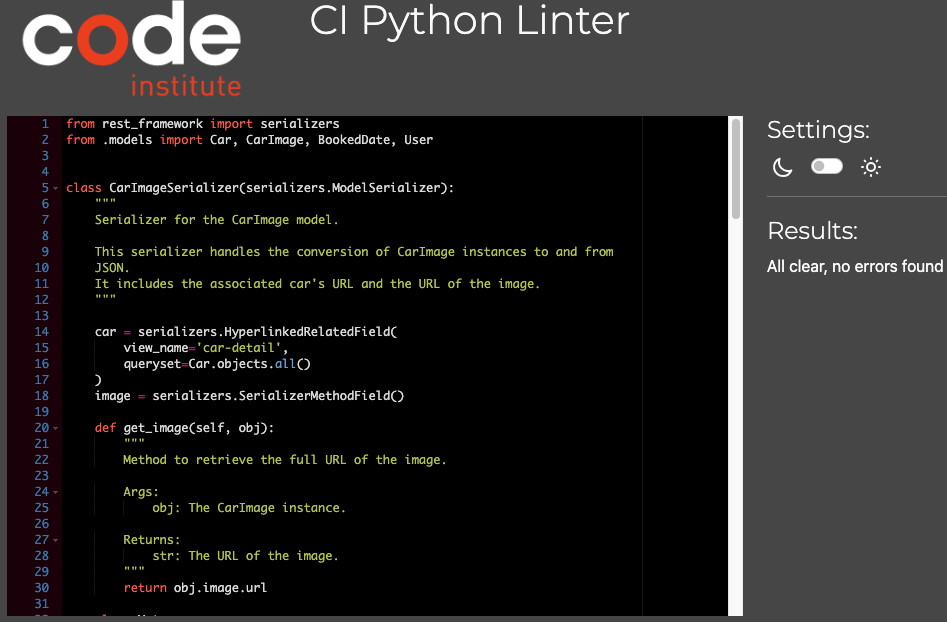 code
institute
CI Python Linter
1 from rest_framework import serializers
2 from .models import Car, CarImage, BookedDate, User
3
4
5 class CarImageSerializer(serializers.ModelSerializer):
6 """
7 Serializer for the CarImage model.
8
9 This serializer handles the conversion of CarImage instances to and from
10 JSON.
11 It includes the associated car's URL and the URL of the image.
12 """
13
14 car = serializers.HyperlinkedRelatedField(
15 view_name='car-detail',
16 queryset=Car.objects.all()
17 )
18 image = serializers.SerializerMethodField()
19
20 def get_image(self, obj):
21 """
22 Method to retrieve the full URL of the image.
23
24 Args:
25 obj: The CarImage instance.
26
27 Returns:
28 str: The URL of the image.
29 """
30 return obj.image.url
31
Settings:
Results:
All clear, no errors found